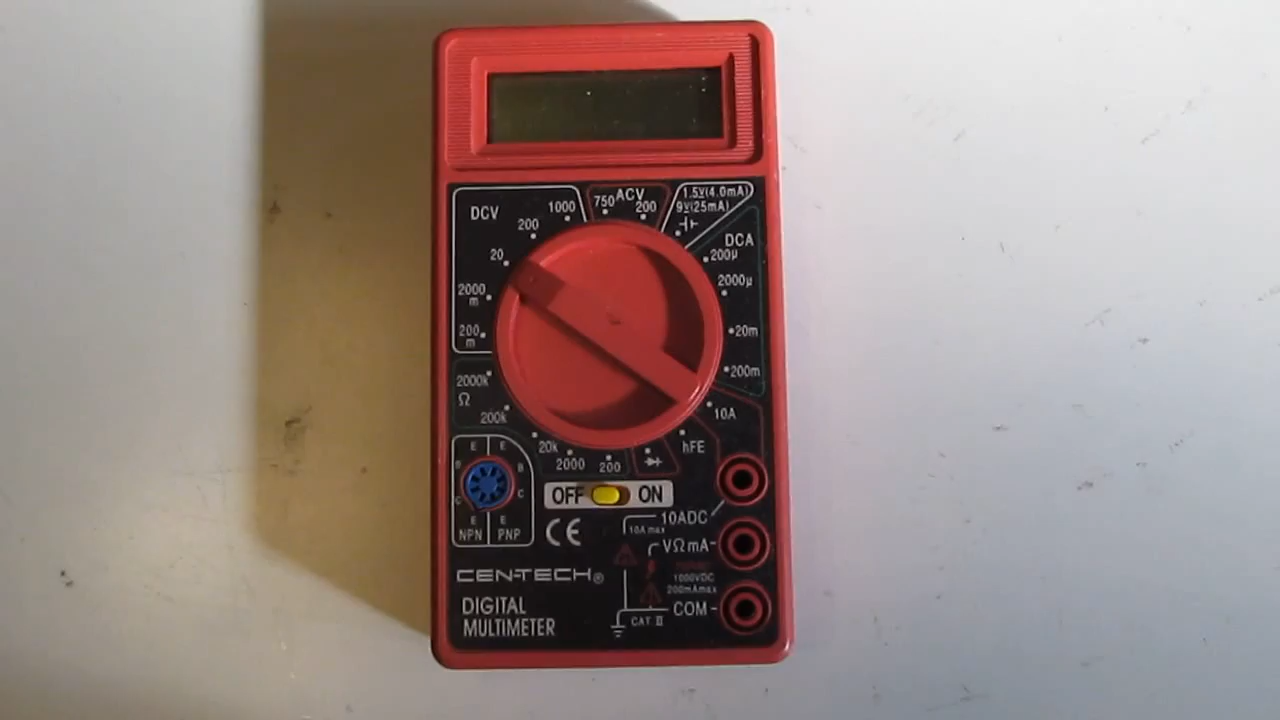 DCV
1000
750 ACV 200
1.5V(4.0mA)
9V(25mA)
200
DCA
20
200μ
2000
m
2000μ
200
m
20m
200m
2000k
Ω
200k
10A
20k
2000
200
hFE
E E
B B
C C
E E
NPN PNP
OFF ON
CE
10ADC
10A max
VΩmA
1000VDC
200mAmax
COM
CAT II
CEN-TECH®
DIGITAL
MULTIMETER